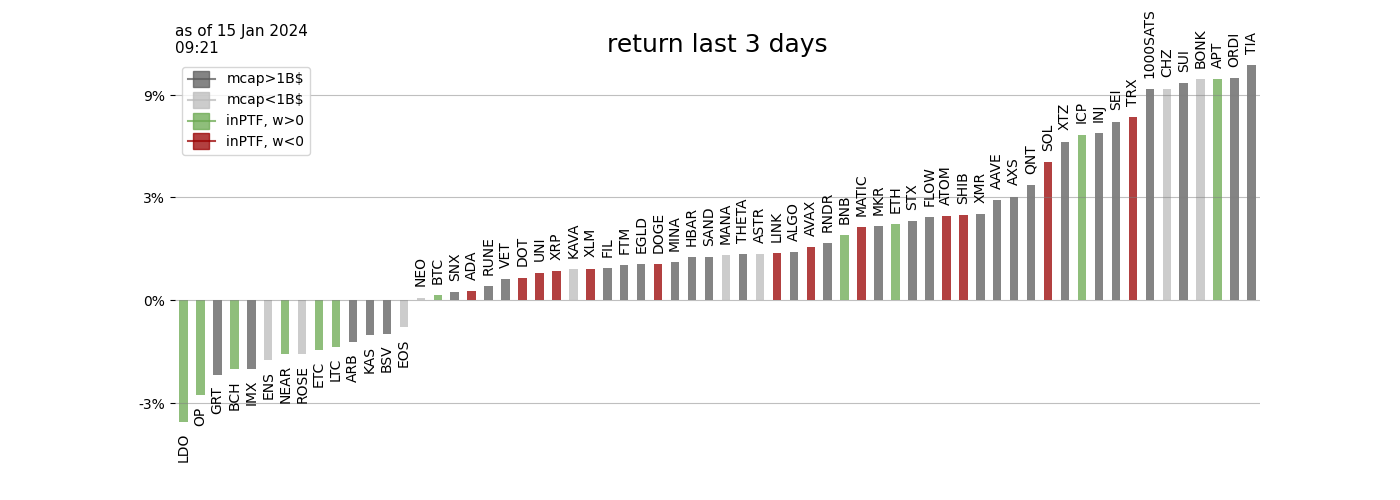 as of 15 Jan 2024
09:21
return last 3 days
mcap>1B$
mcap<1B$
inPTF, w>0
inPTF, w<0
9%
3%
0%
-3%
LDO
OP
GRT
BCH
IMX
ENS
NEAR
ROSE
ETC
LTC
ARB
KAS
BSV
EOS
NEO
BTC
SNX
ADA
RUNE
VET
DOT
UNI
XRP
KAVA
XLM
FIL
FTM
EGLD
DOGE
MINA
HBAR
SAND
MANA
THETA
ASTR
LINK
ALGO
AVAX
RNDR
BNB
MATIC
MKR
ETH
STX
FLOW
ATOM
SHIB
XMR
AAVE
AXS
QNT
SOL
XTZ
ICP
INJ
SEI
TRX
1000SATS
CHZ
SUI
BONK
APT
ORDI
TIA